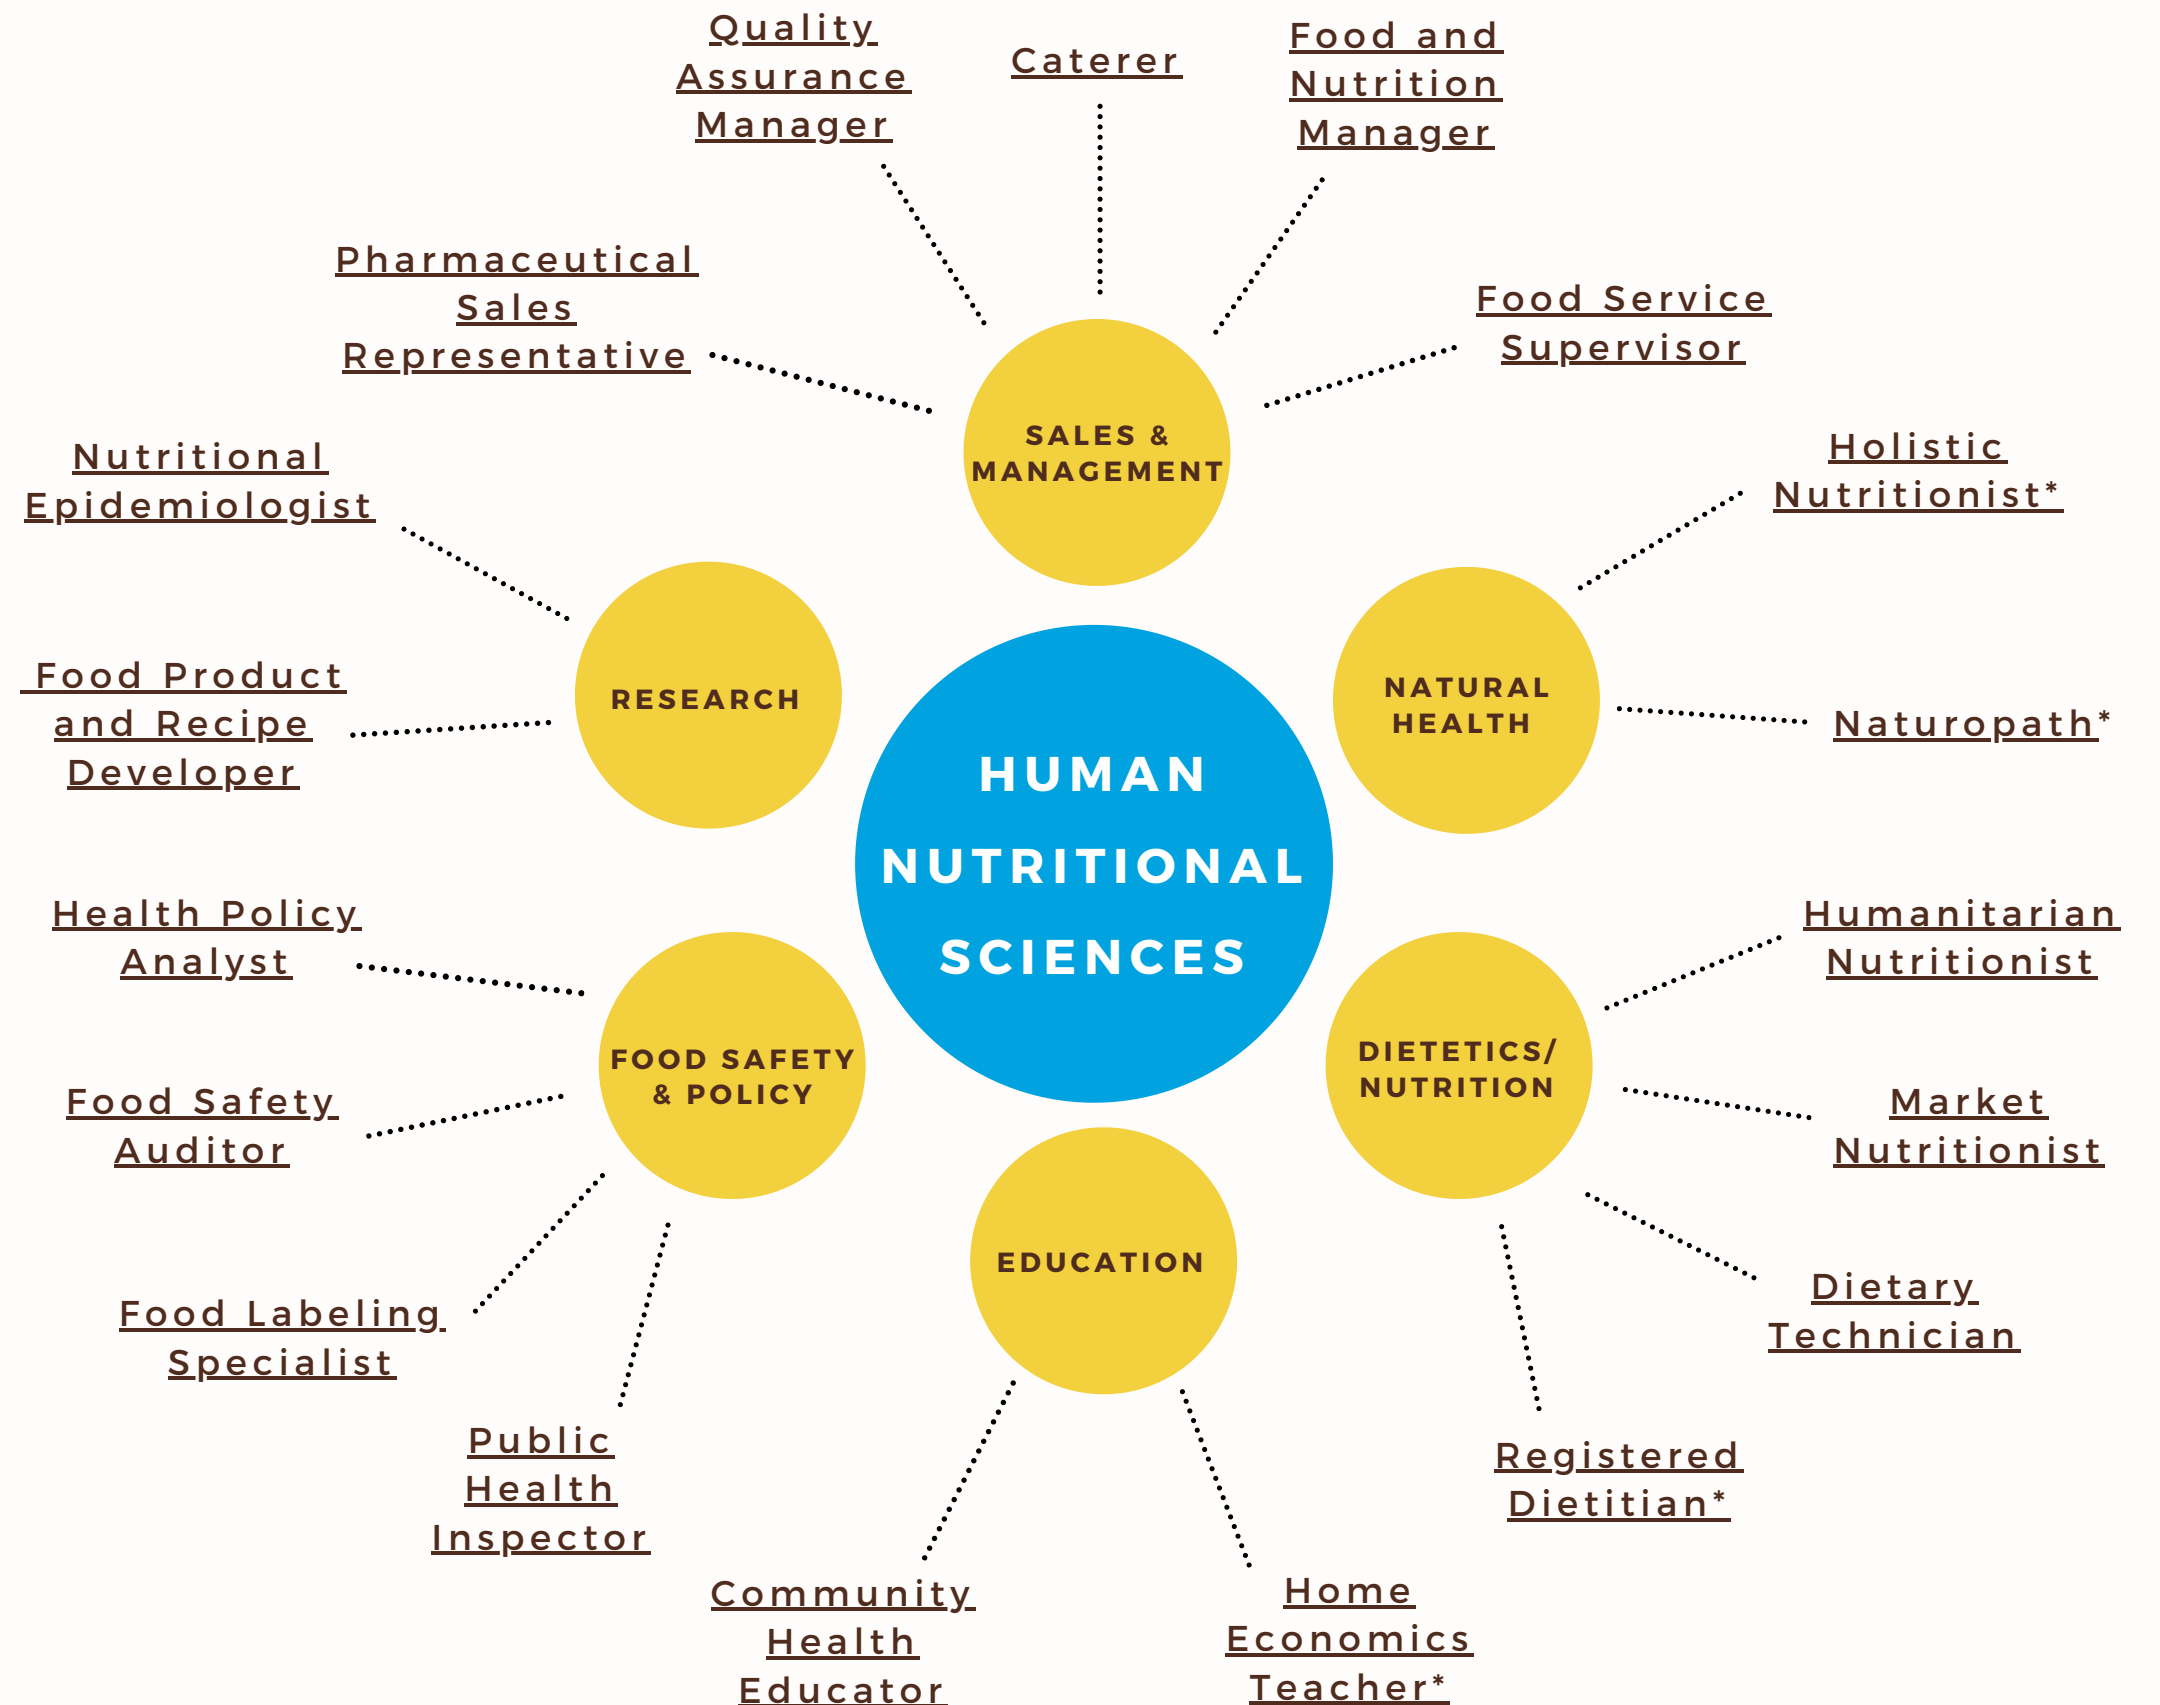 Quality
Assurance
Manager
Caterer
Food and
Nutrition
Manager
Pharmaceutical
Sales
Representative
Food Service
Supervisor
SALES &
MANAGEMENT
Nutritional
Epidemiologist
Holistic
Nutritionist*
RESEARCH
NATURAL
HEALTH
Food Product
and Recipe
Developer
Naturopath*
HUMAN
NUTRITIONAL
SCIENCES
Health Policy
Analyst
Humanitarian
Nutritionist
FOOD SAFETY
& POLICY
DIETETICS/
NUTRITION
Food Safety
Auditor
Market
Nutritionist
EDUCATION
Food Labeling
Specialist
Dietary
Technician
Public
Health
Inspector
Registered
Dietitian*
Community
Health
Educator
Home
Economics
Teacher*